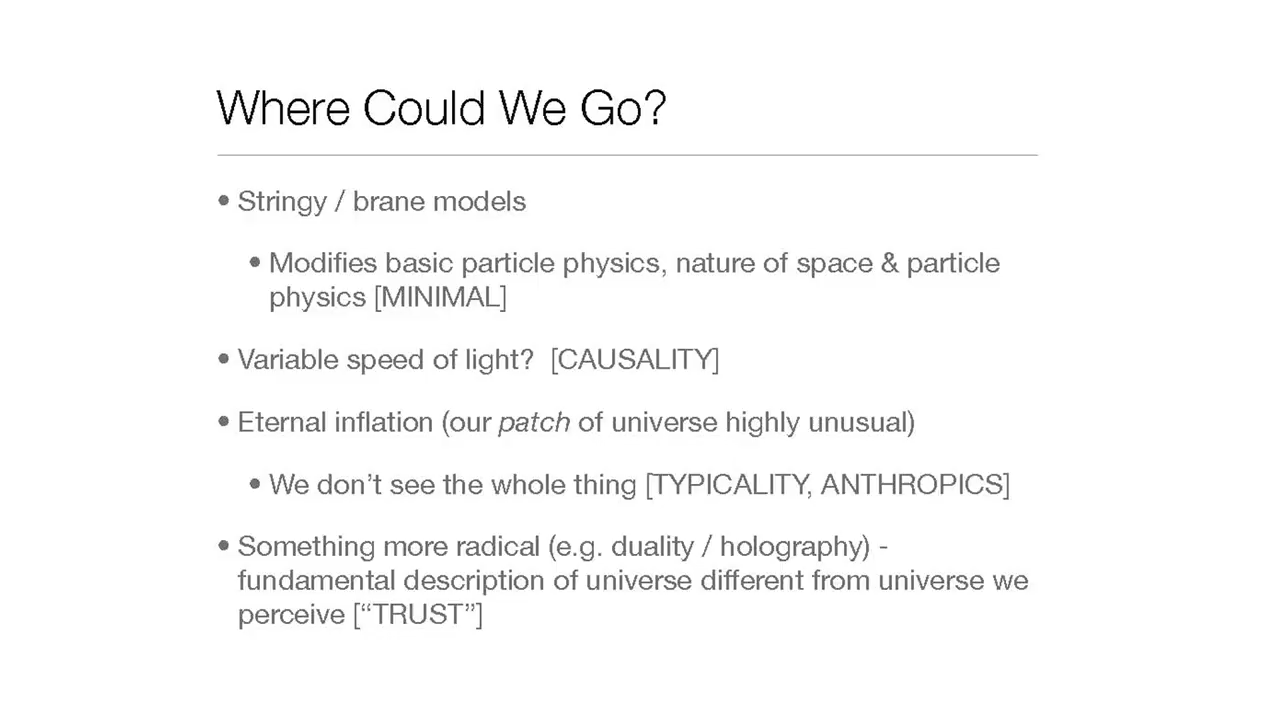 Where Could We Go?
• Stringy / brane models
• Modifies basic particle physics, nature of space & particle
physics [MINIMAL]
• Variable speed of light?  [CAUSALITY]
• Eternal inflation (our patch of universe highly unusual)
• We don’t see the whole thing [TYPICALITY, ANTHROPICS]
• Something more radical (e.g. duality / holography) -
fundamental description of universe different from universe we
perceive [“TRUST”]